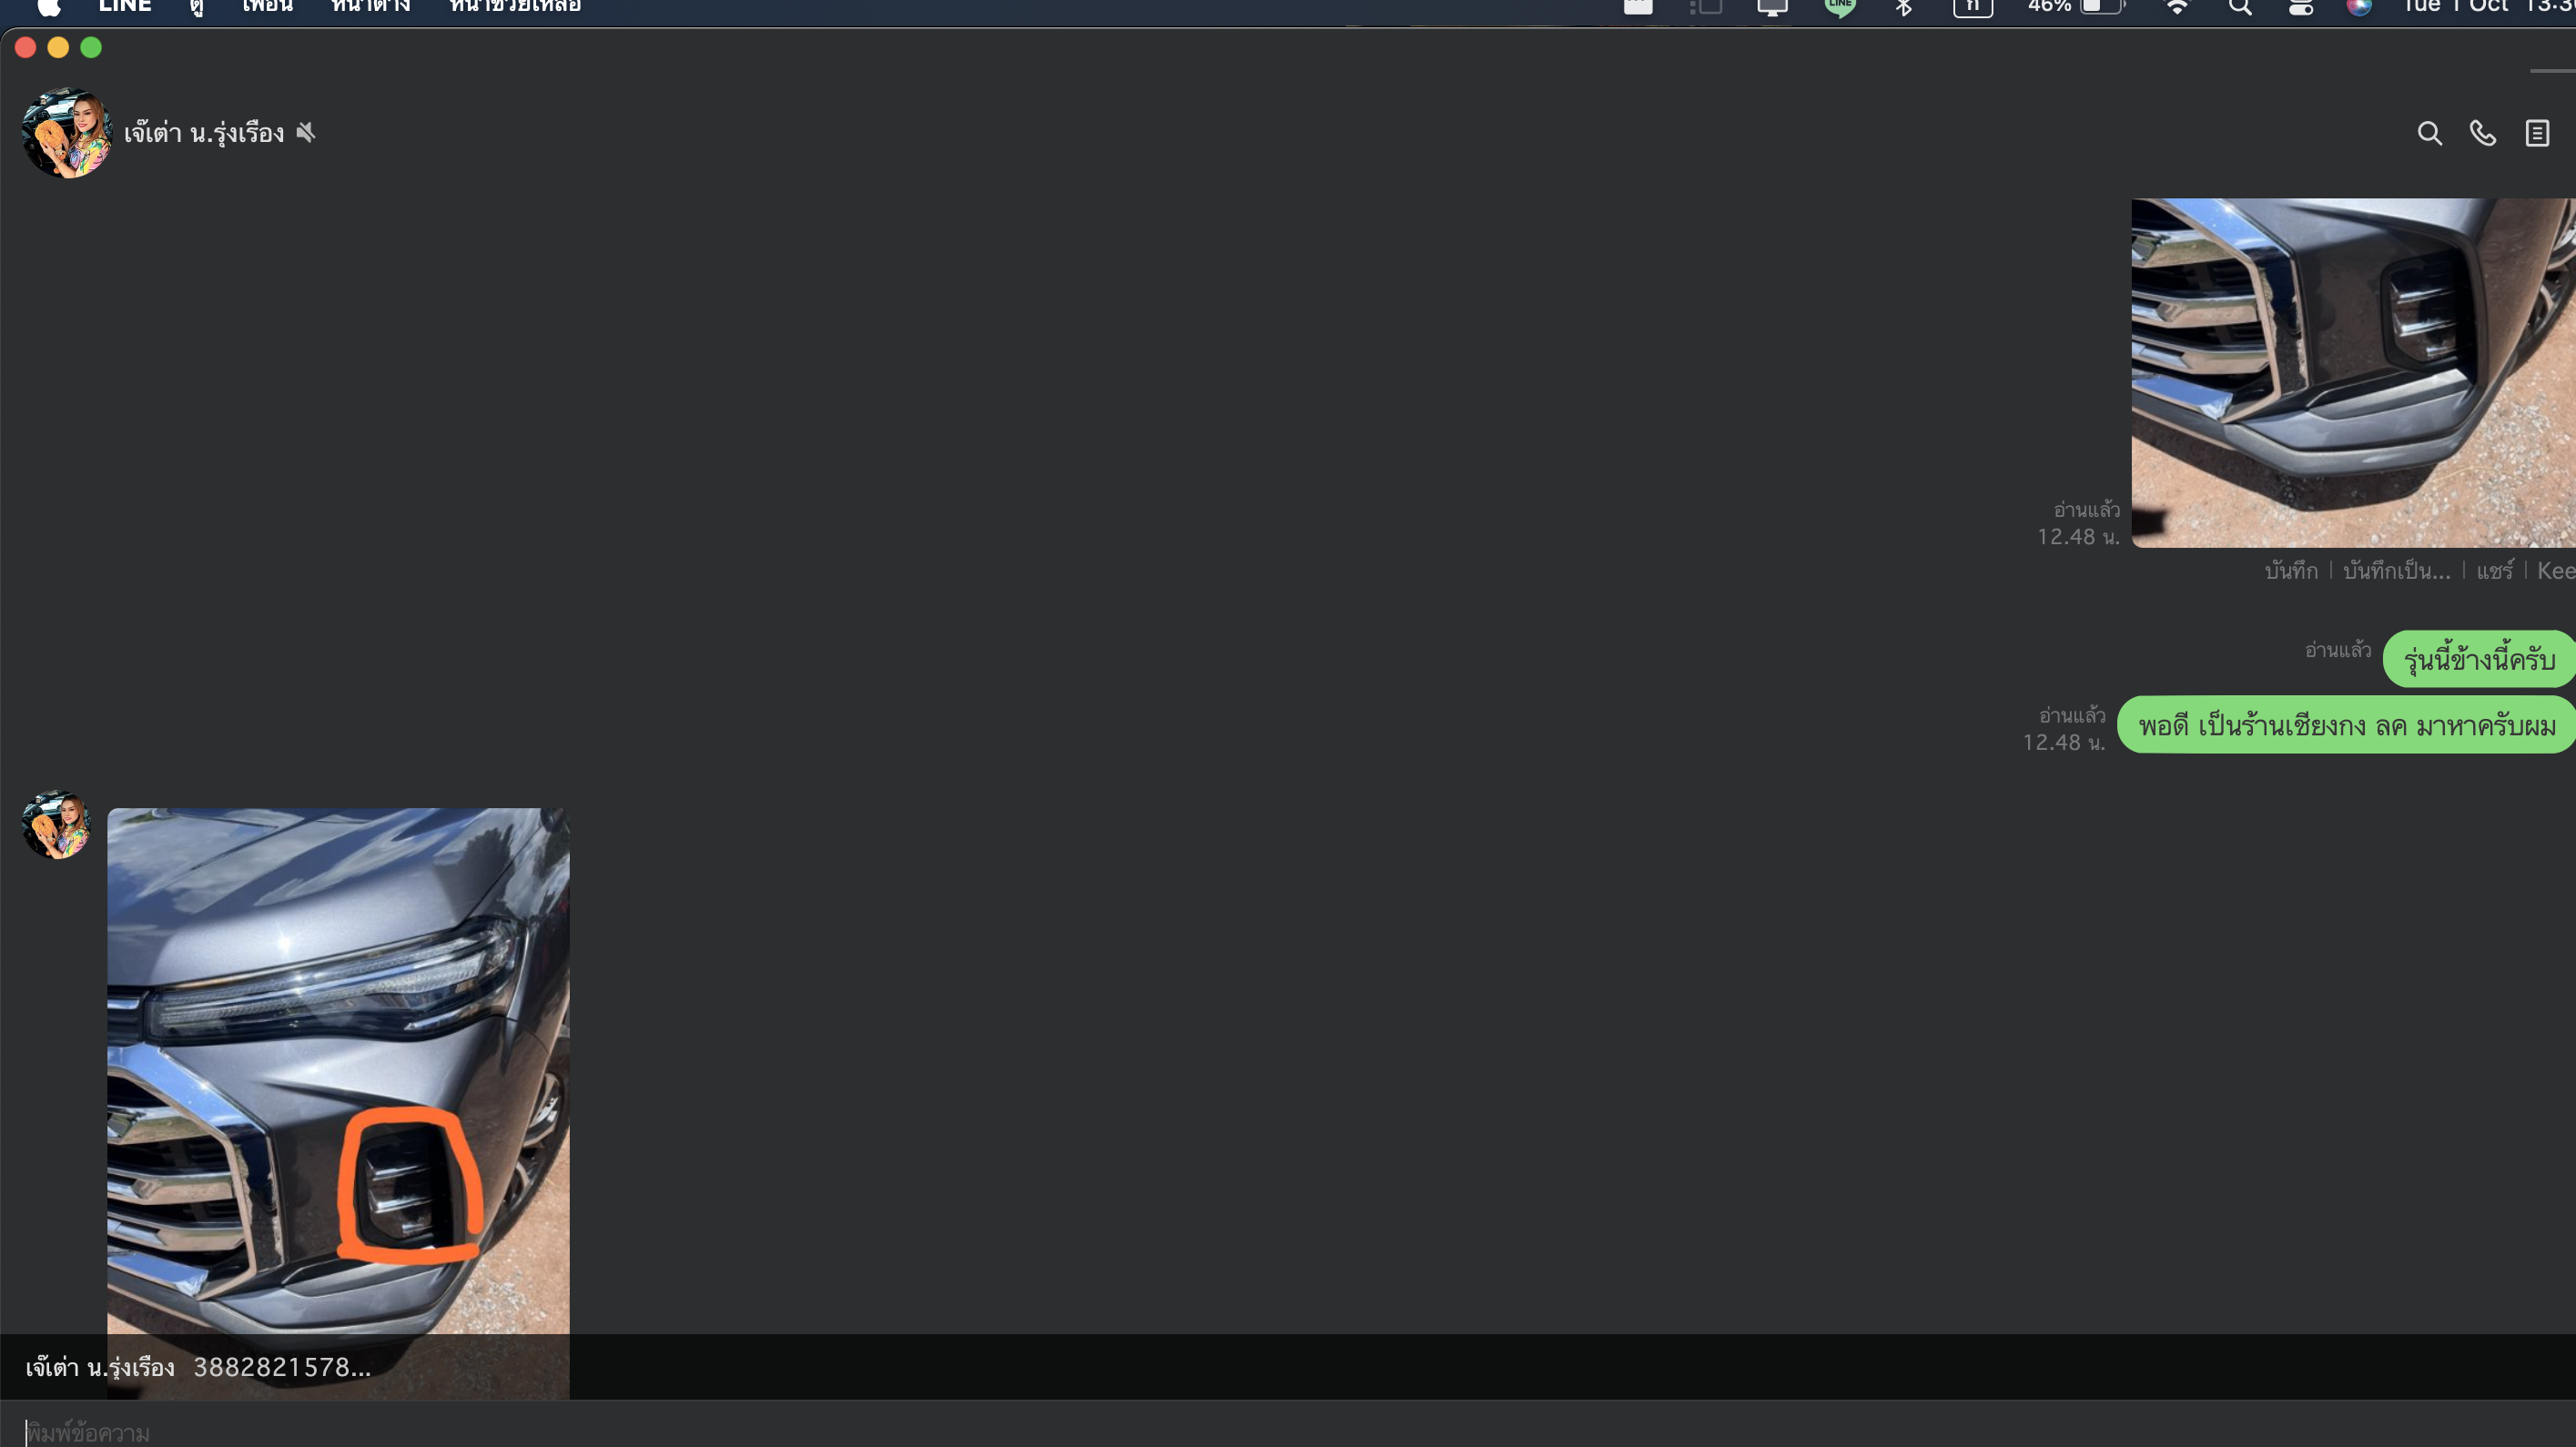 LINE ดู เพื่อน หน้าต่าง หน้าช่วยเหลือ LINE ก 46% Tue 1 Oct
เจ๊เต่า น.รุ่งเรือง
อ่านแล้ว
12.48 น.
บันทึก | บันทึกเป็น... | แชร์ | Kee
อ่านแล้ว รุ่นนี้ข้างนี้ครับ
อ่านแล้ว
12.48 น.
พอดี เป็นร้านเชียงกง ลค มาหาครับผม
เจ๊เต่า น.รุ่งเรือง 3882821578...
พิมพ์ข้อความ